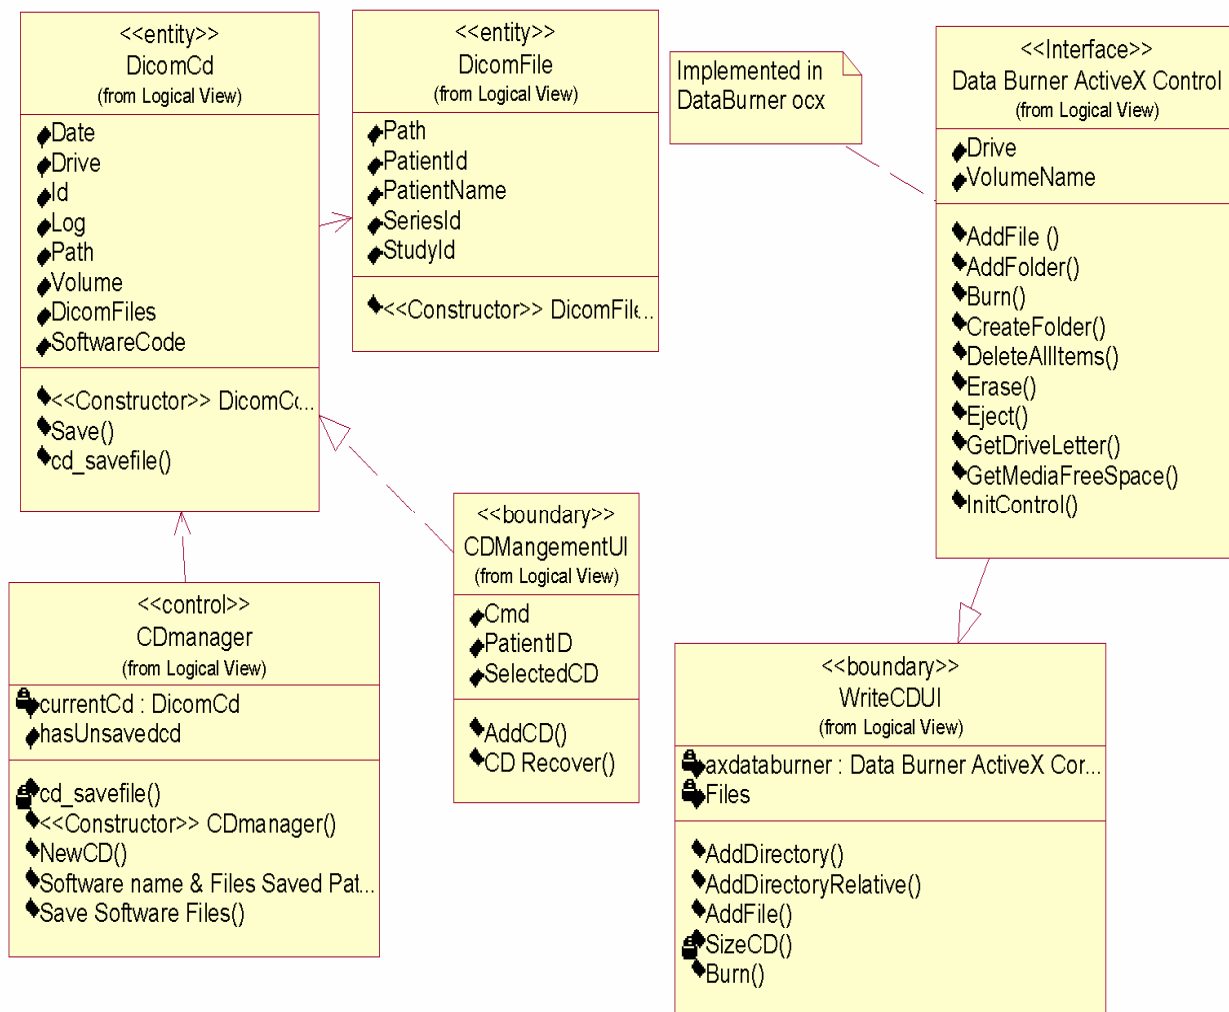 <<entity>>
DicomCd
(from Logical View)
Date
Drive
Id
Log
Path
Volume
DicomFiles
SoftwareCode
<<Constructor>> DicomCc...
Save()
cd_savefile()
<<entity>>
DicomFile
(from Logical View)
Path
PatientId
PatientName
SeriesId
StudyId
<<Constructor>> DicomFile...
Implemented in
DataBurner ocx
<<Interface>>
Data Burner ActiveX Control
(from Logical View)
Drive
VolumeName
AddFile ()
AddFolder()
Burn()
CreateFolder()
DeleteAllItems()
Erase()
Eject()
GetDriveLetter()
GetMediaFreeSpace()
InitControl()
<<control>>
CDmanager
(from Logical View)
currentCd : DicomCd
hasUnsavedcd
cd_savefile()
<<Constructor>> CDmanager()
NewCD()
Software name & Files Saved Pat...
Save Software Files()
<<boundary>>
CDMangementUI
(from Logical View)
Cmd
PatientID
SelectedCD
AddCD()
CD Recover()
<<boundary>>
WriteCDUI
(from Logical View)
axdataburner : Data Burner ActiveX Cor...
Files
AddDirectory()
AddDirectoryRelative()
AddFile()
SizeCD()
Burn()